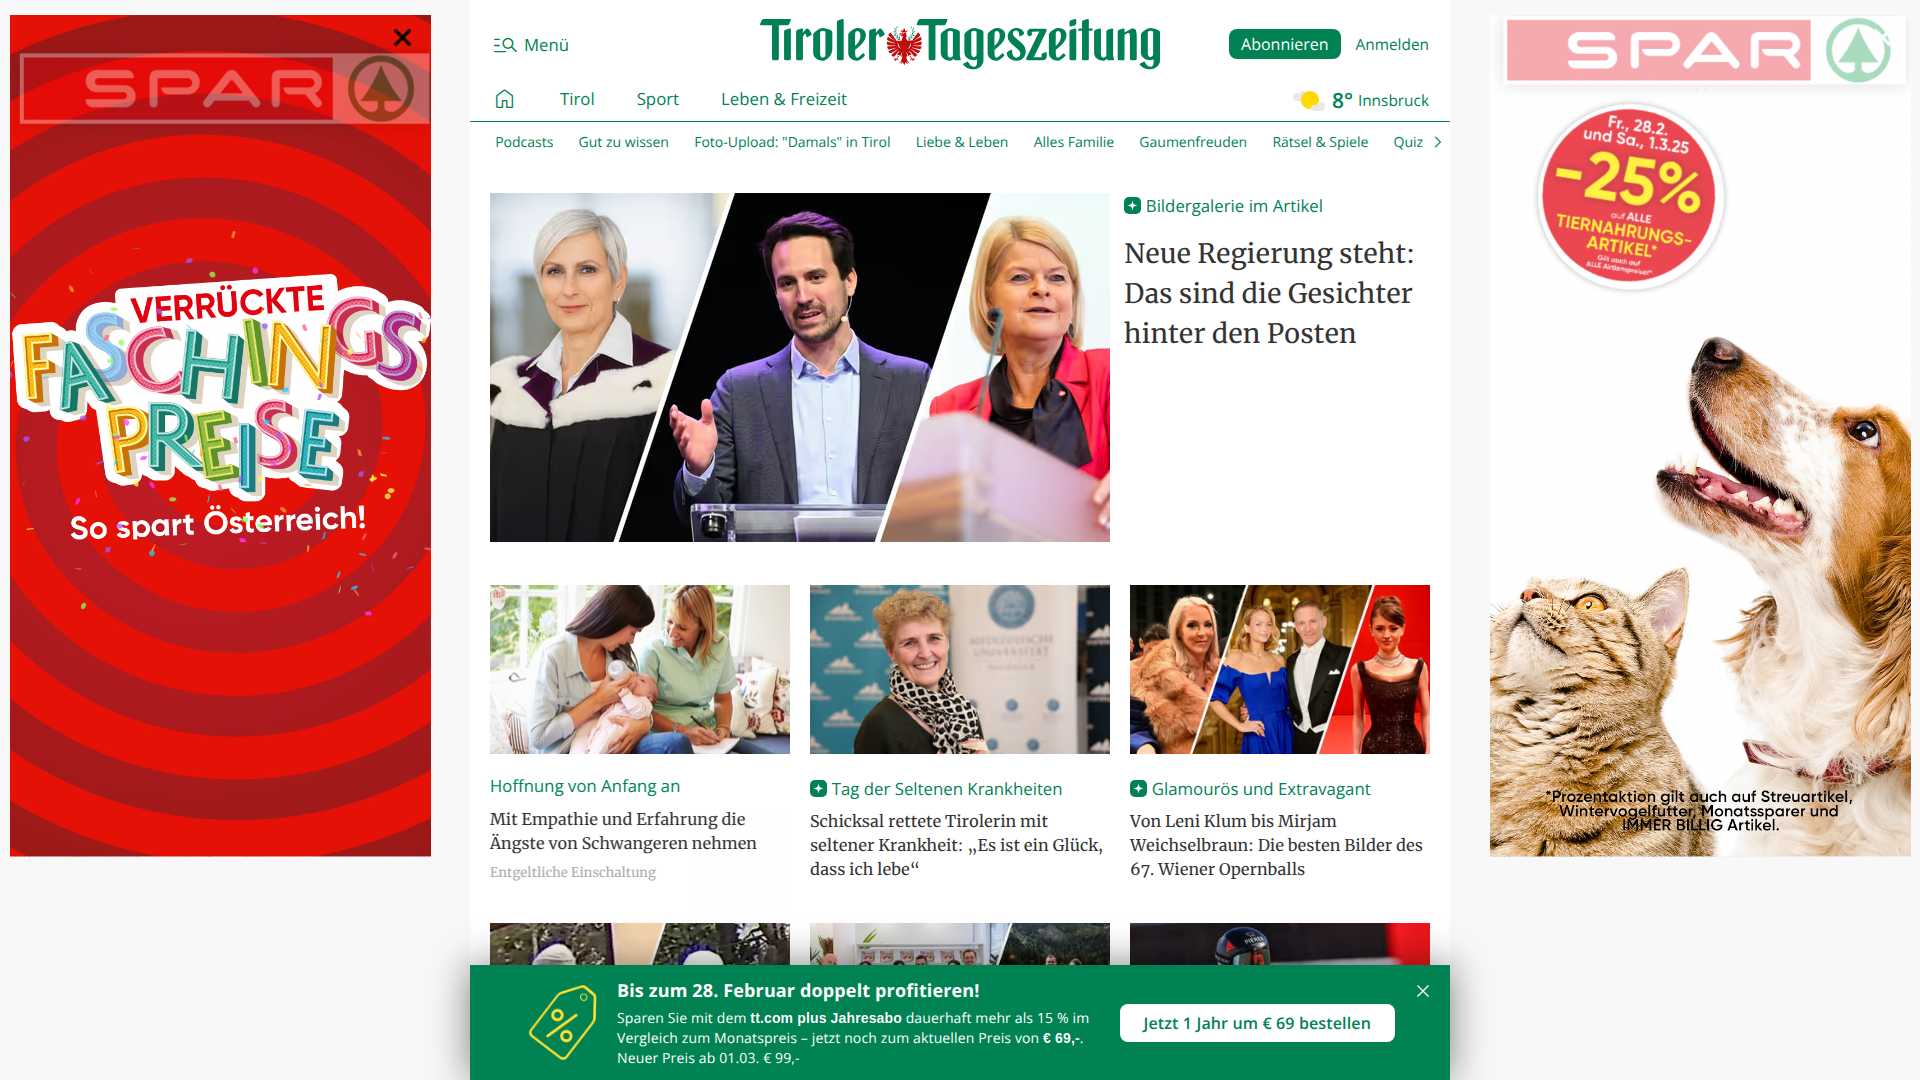 Menü
Tiroler Tageszeitung
Abonnieren
Anmelden
Tirol
Sport
Leben & Freizeit
8° Innsbruck
Podcasts
Gut zu wissen
Foto-Upload: "Damals" in Tirol
Liebe & Leben
Alles Familie
Gaumenfreuden
Rätsel & Spiele
Quiz
SPAR
VERRÜCKTE
FASCHINGS
PREISE
So spart Österreich!
Bildergalerie im Artikel
Neue Regierung steht:
Das sind die Gesichter
hinter den Posten
Hoffnung von Anfang an
Mit Empathie und Erfahrung die
Ängste von Schwangeren nehmen
Entgeltliche Einschaltung
MEDIZINISCHE
UNIVERSITÄT
Tag der Seltenen Krankheiten
Schicksal rettete Tirolerin mit
seltener Krankheit: „Es ist ein Glück,
dass ich lebe“
Glamourös und Extravagant
Von Leni Klum bis Mirjam
Weichselbraun: Die besten Bilder des
67. Wiener Opernballs
SPAR
Fr., 28.2.
und Sa., 1.3.25
-25%
auf ALLE
TIERNAHRUNGS-
ARTIKEL*
Gilt auch auf
ALLE Aktionspreise!*
*Prozentaktion gilt auch auf Streuartikel,
Wintervogelfutter, Monatssparer und
IMMER BILLIG Artikel.
Bis zum 28. Februar doppelt profitieren!
Sparen Sie mit dem tt.com plus Jahresabo dauerhaft mehr als 15 % im
Vergleich zum Monatspreis – jetzt noch zum aktuellen Preis von € 69,-.
Neuer Preis ab 01.03. € 99,-
Jetzt 1 Jahr um € 69 bestellen